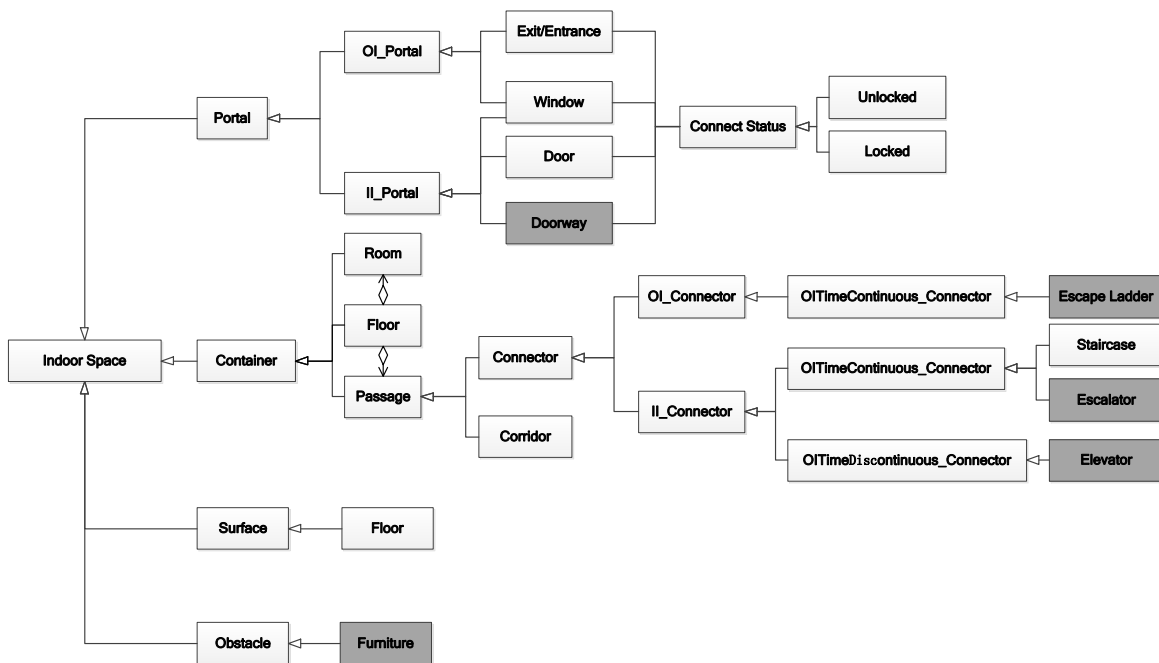 Exit/Entrance
OI_Portal
Unlocked
Window
Portal
Connect Status
Door
Locked
II_Portal
Doorway
Room
OI_Connector
OITimeContinuous_Connector
Escape Ladder
Floor
Staircase
Indoor Space
Container
Connector
OITimeContinuous_Connector
Passage
Escalator
II_Connector
Corridor
OITimeDiscontinuous_Connector
Elevator
Surface
Floor
Obstacle
Furniture